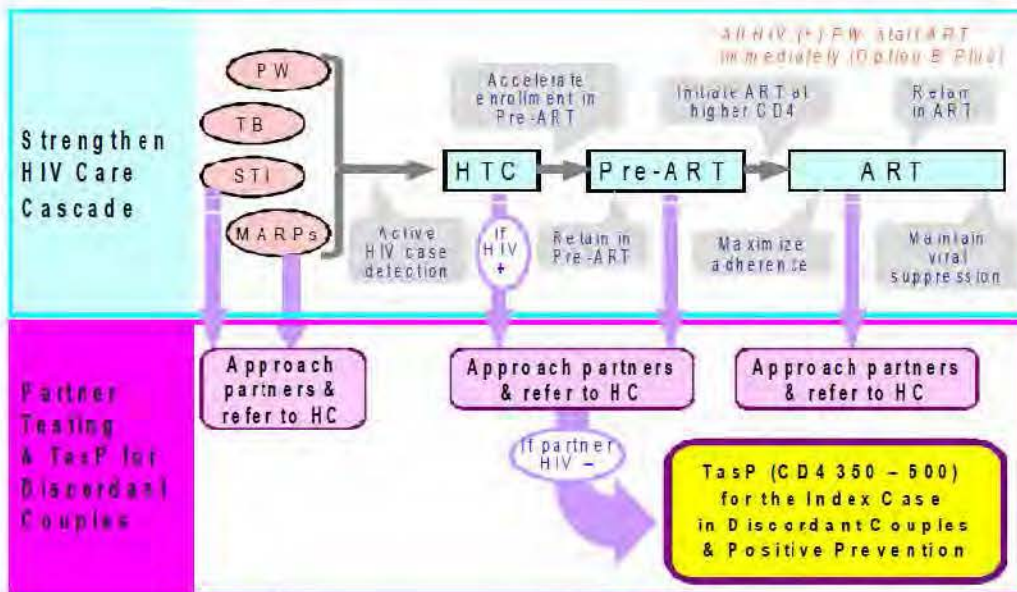 All HIV (+) PW start ART
immediately (Option B Plus)
PW
TB
STI
MARPs
Strengthen
HIV Care
Cascade
Accelerate
enrollment in
Pre-ART
Initiate ART at
higher CD4
Retain
in ART
HTC
Pre-ART
ART
Active
HIV case
detection
If
HIV
+
Retain in
Pre-ART
Maximize
adherence
Maintain
viral
suppression
Partner
Testing
& TasP for
Discordant
Couples
Approach
partners &
refer to HC
Approach partners
& refer to HC
Approach partners
& refer to HC
If partner
HIV –
TasP (CD4 350 – 500)
for the Index Case
in Discordant Couples
& Positive Prevention